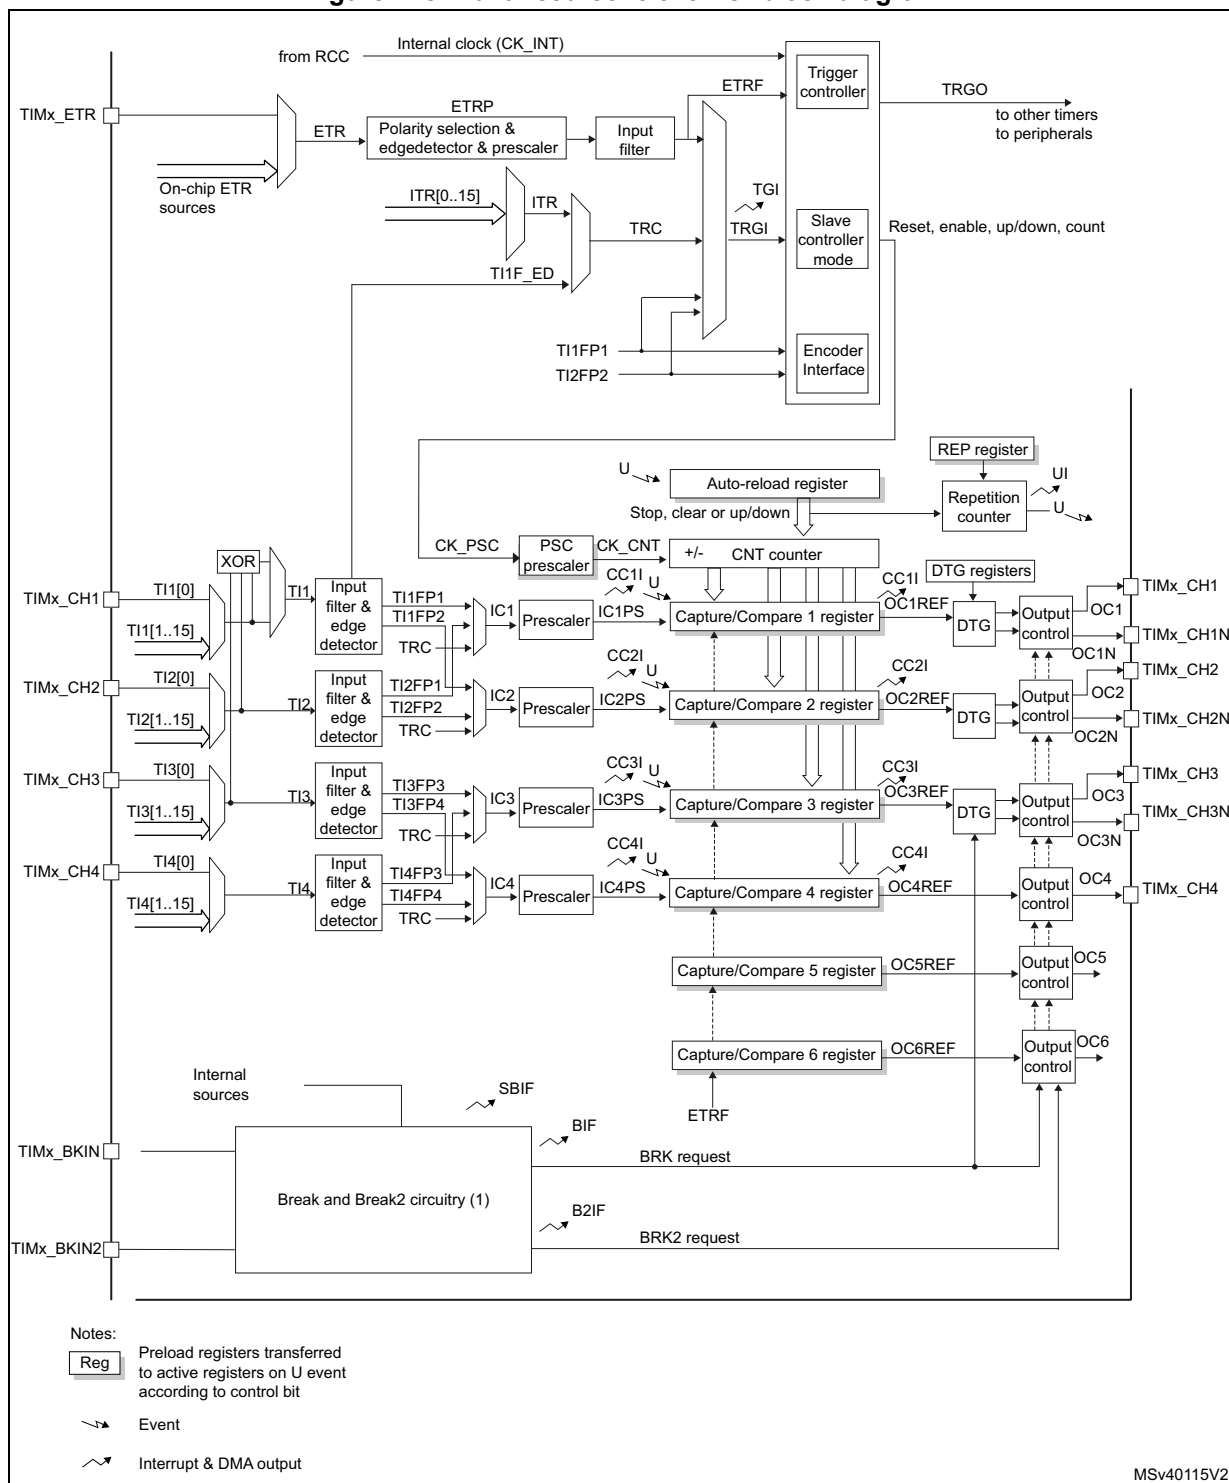 Internal clock (CK_INT)
from RCC
Trigger
controller
ETRF
TRGO
to other timers
to peripherals
TIMx_ETR
ETRP
ETR
Polarity selection &
edgedetector & prescaler
Input
filter
On-chip ETR
sources
ITR[0..15]
ITR
TGI
TRC
TRGI
Slave
controller
mode
Reset, enable, up/down, count
TI1F_ED
TI1FP1
TI2FP2
Encoder
Interface
REP register
U
Auto-reload register
UI
Repetition
counter
U
Stop, clear or up/down
CK_PSC
PSC
prescaler
CK_CNT
+/-
CNT counter
XOR
DTG registers
TIMx_CH1
TI1[0]
TI1[1..15]
TI1
Input
filter &
edge
detector
TI1FP1
TI1FP2
TRC
IC1
Prescaler
IC1PS
CC1I
U
Capture/Compare 1 register
CC1I
OC1REF
DTG
Output
control
OC1
OC1N
TIMx_CH1
TIMx_CH1N
TIMx_CH2
TI2[0]
TI2[1..15]
TI2
Input
filter &
edge
detector
TI2FP1
TI2FP2
TRC
IC2
Prescaler
IC2PS
CC2I
U
Capture/Compare 2 register
CC2I
OC2REF
DTG
Output
control
OC2
OC2N
TIMx_CH2
TIMx_CH2N
TIMx_CH3
TI3[0]
TI3[1..15]
TI3
Input
filter &
edge
detector
TI3FP3
TI3FP4
TRC
IC3
Prescaler
IC3PS
CC3I
U
Capture/Compare 3 register
CC3I
OC3REF
DTG
Output
control
OC3
OC3N
TIMx_CH3
TIMx_CH3N
TIMx_CH4
TI4[0]
TI4[1..15]
TI4
Input
filter &
edge
detector
TI4FP3
TI4FP4
TRC
IC4
Prescaler
IC4PS
CC4I
U
Capture/Compare 4 register
CC4I
OC4REF
Output
control
OC4
TIMx_CH4
Capture/Compare 5 register
OC5REF
Output
control
OC5
Capture/Compare 6 register
OC6REF
Output
control
OC6
ETRF
Internal
sources
SBIF
TIMx_BKIN
BIF
BRK request
Break and Break2 circuitry (1)
TIMx_BKIN2
B2IF
BRK2 request
Notes:
Reg
Preload registers transferred
to active registers on U event
according to control bit
Event
Interrupt & DMA output
MSv40115V2